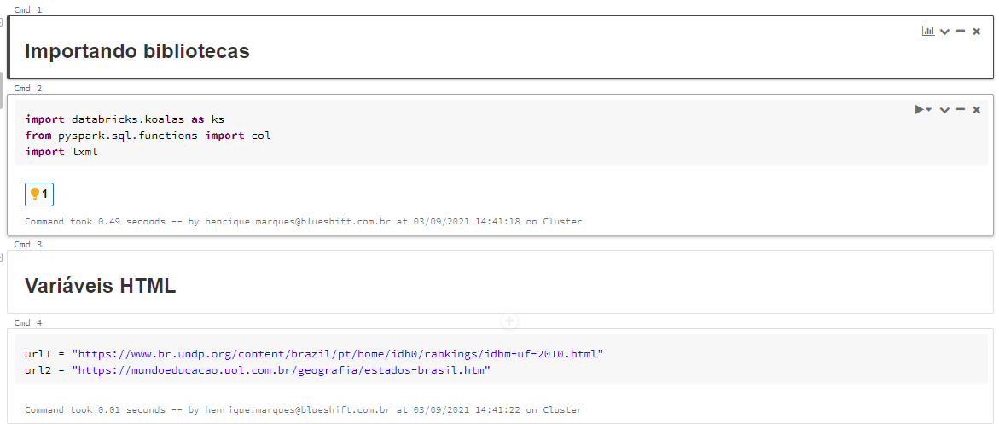 Cmd 1
Importando bibliotecas
Cmd 2
import databricks.koalas as ks
from pyspark.sql.functions import col
import lxml
1
Command took 0.49 seconds -- by henrique.marques@blueshift.com.br at 03/09/2021 14:41:18 on Cluster
Cmd 3
Variáveis HTML
Cmd 4
url1 = "https://www.br.undp.org/content/brazil/pt/home/idh0/rankings/idhm-uf-2010.html"
url2 = "https://mundoeducacao.uol.com.br/geografia/estados-brasil.htm"
Command took 0.01 seconds -- by henrique.marques@blueshift.com.br at 03/09/2021 14:41:22 on Cluster